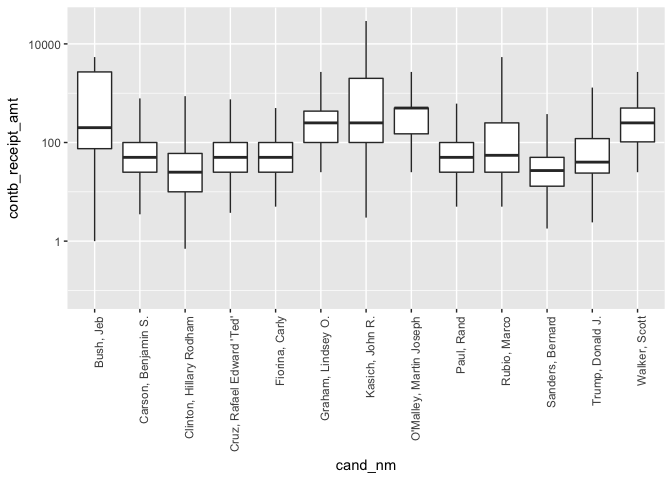 contb_receipt_amt
10000
100
1
Bush, Jeb
Carson, Benjamin S.
Clinton, Hillary Rodham
Cruz, Rafael Edward 'Ted'
Fiorina, Carly
Graham, Lindsey O.
Kasich, John R.
O'Malley, Martin Joseph
Paul, Rand
Rubio, Marco
Sanders, Bernard
Trump, Donald J.
Walker, Scott
cand_nm